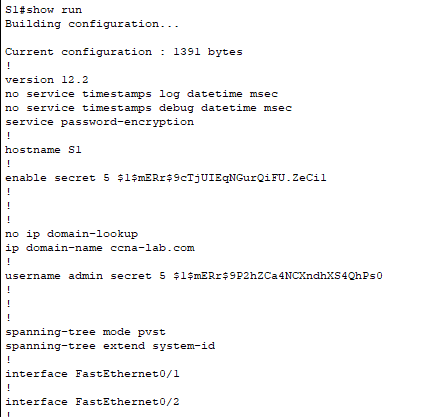 S1#show run
Building configuration...
Current configuration : 1391 bytes
!
version 12.2
no service timestamps log datetime msec
no service timestamps debug datetime msec
service password-encryption
!
hostname S1
!
enable secret 5 $1$mERr$9cTjUIEqNGurQiFU.ZeCi1
!
!
!
no ip domain-lookup
ip domain-name ccna-lab.com
!
username admin secret 5 $1$mERr$9P2hZCa4NCXndhXS4QhPs0
!
!
!
spanning-tree mode pvst
spanning-tree extend system-id
!
interface FastEthernet0/1
!
interface FastEthernet0/2
!